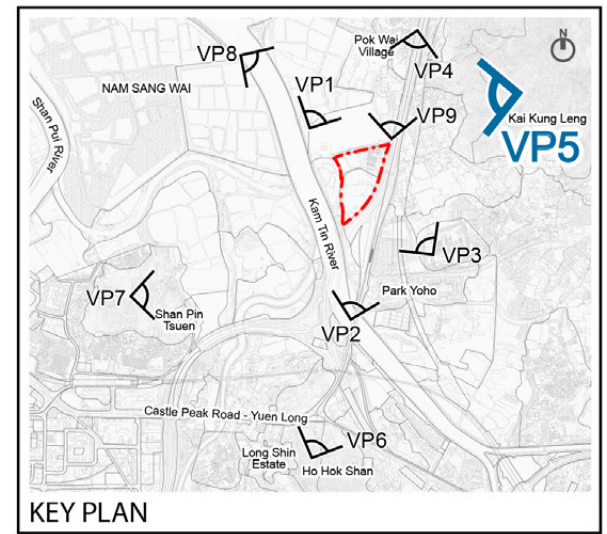 N
Pok Wai
Village
VP8
VP4
NAM SANG WAI
VP1
VP9
Kai Kung Leng
VP5
Shan Pui River
Kam Tin River
VP3
VP7
Shan Pin
Tsuen
Park Yoho
VP2
Castle Peak Road - Yuen Long
VP6
Long Shin
Estate
Ho Hok Shan
KEY PLAN